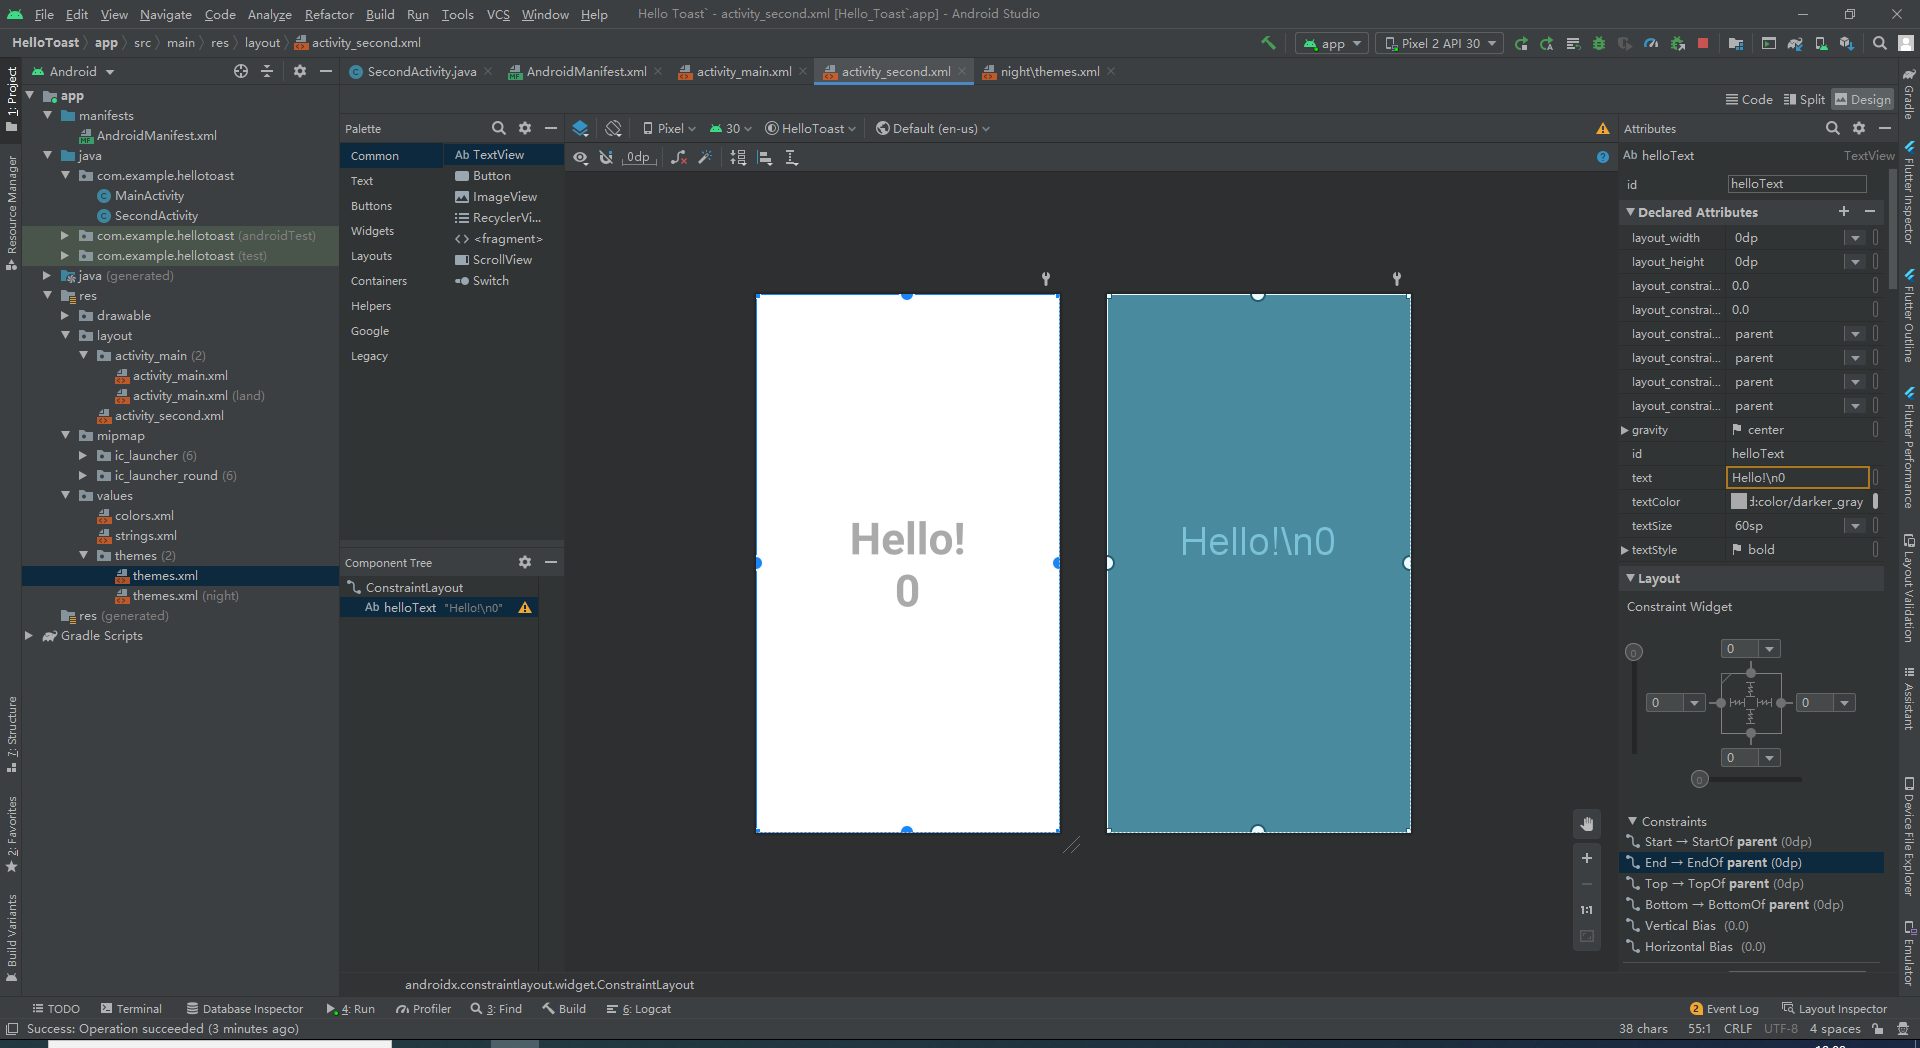 File Edit View Navigate Code Analyze Refactor Build Run Tools VCS Window Help Hello Toast` - activity_second.xml [Hello_Toast`.app] - Android Studio
HelloToast app src main res layout activity_second.xml app Pixel 2 API 30
Android SecondActivity.java AndroidManifest.xml activity_main.xml activity_second.xml night\themes.xml
Code Split Design
1: Project
Resource Manager
7: Structure
2: Favorites
Build Variants
app
manifests
AndroidManifest.xml
java
com.example.hellotoast
MainActivity
SecondActivity
com.example.hellotoast (androidTest)
com.example.hellotoast (test)
java (generated)
res
drawable
layout
activity_main (2)
activity_main.xml
activity_main.xml (land)
activity_second.xml
mipmap
ic_launcher (6)
ic_launcher_round (6)
values
colors.xml
strings.xml
themes (2)
themes.xml
themes.xml (night)
res (generated)
Gradle Scripts
Palette
Common
Text
Buttons
Widgets
Layouts
Containers
Helpers
Google
Legacy
Ab TextView
Button
ImageView
RecyclerVi...
<fragment>
ScrollView
Switch
Component Tree
ConstraintLayout
Ab helloText "Hello!\n0"
Pixel 30 HelloToast Default (en-us)
0dp
Hello!
0
Hello!\n0
1:1
Attributes
Ab helloText TextView
id helloText
Declared Attributes
layout_width 0dp
layout_height 0dp
layout_constrai... 0.0
layout_constrai... 0.0
layout_constrai... parent
layout_constrai... parent
layout_constrai... parent
layout_constrai... parent
gravity center
id helloText
text Hello!\n0
textColor d:color/darker_gray
textSize 60sp
textStyle bold
Layout
Constraint Widget
0
0
0 0
0
0
Constraints
Start → StartOf parent (0dp)
End → EndOf parent (0dp)
Top → TopOf parent (0dp)
Bottom → BottomOf parent (0dp)
Vertical Bias (0.0)
Horizontal Bias (0.0)
Gradle
Flutter Inspector
Flutter Outline
Flutter Performance
Layout Validation
Assistant
Device File Explorer
Emulator
androidx.constraintlayout.widget.ConstraintLayout
TODO Terminal Database Inspector 4: Run Profiler 3: Find Build 6: Logcat 2 Event Log Layout Inspector
Success: Operation succeeded (3 minutes ago) 38 chars 55:1 CRLF UTF-8 4 spaces